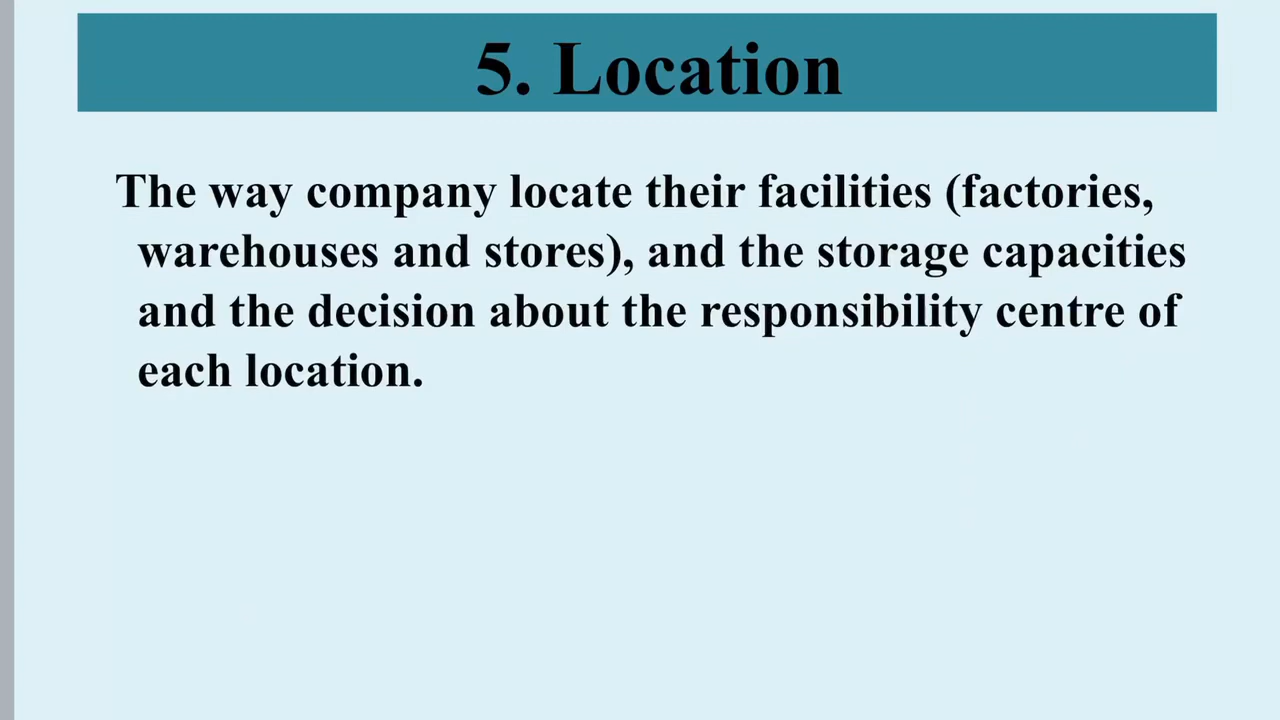 5. Location
The way company locate their facilities (factories,
warehouses and stores), and the storage capacities
and the decision about the responsibility centre of
each location.